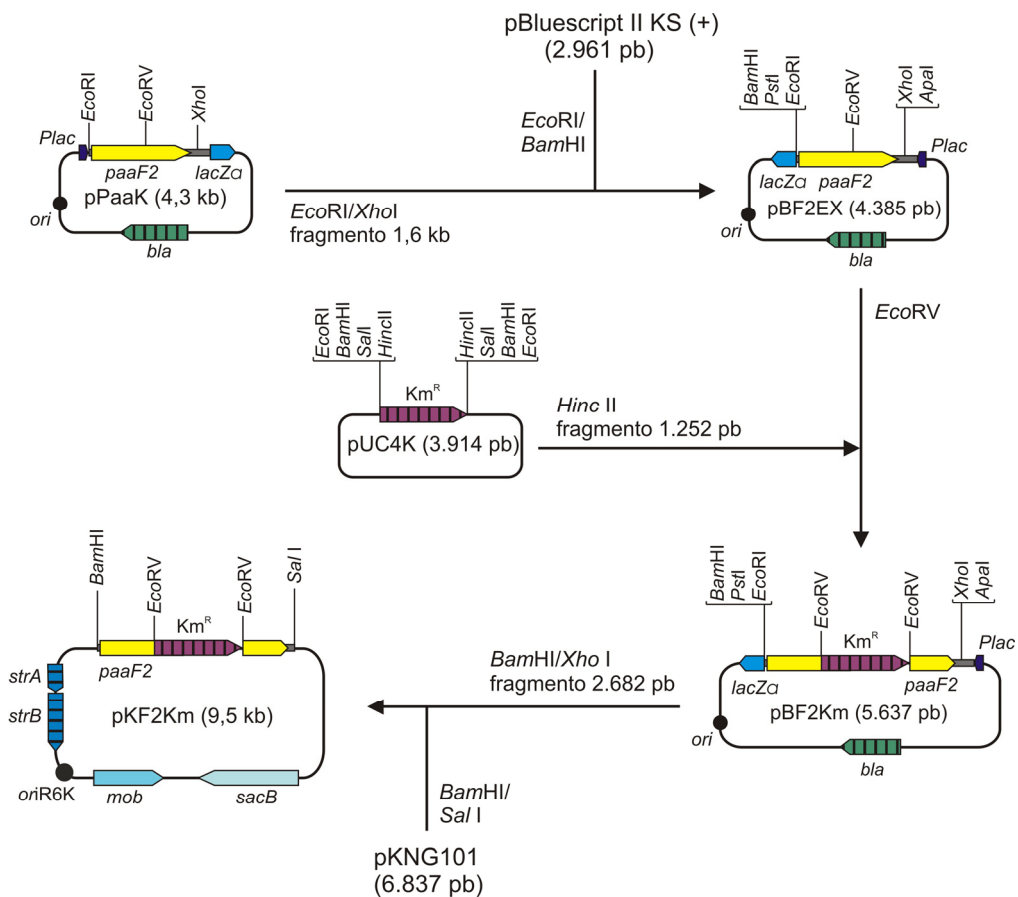 pBluescript II KS (+)
(2.961 pb)
EcoRI
EcoRV
XhoI
Plac
paaF2
lacZα
pPaaK (4,3 kb)
ori
bla
EcoRI/
BamHI
EcoRI/XhoI
fragmento 1,6 kb
BamHI
PstI
EcoRI
EcoRV
XhoI
ApaI
Plac
lacZα
paaF2
pBF2EX (4.385 pb)
ori
bla
EcoRV
EcoRI
BamHI
SalI
HincII
HincII
SalI
BamHI
EcoRI
KmR
pUC4K (3.914 pb)
Hinc II
fragmento 1.252 pb
BamHI
PstI
EcoRI
EcoRV
EcoRV
XhoI
ApaI
KmR
Plac
lacZα
paaF2
pBF2Km (5.637 pb)
ori
bla
BamHI/Xho I
fragmento 2.682 pb
BamHI/
Sal I
pKNG101
(6.837 pb)
BamHI
EcoRV
EcoRV
Sal I
KmR
paaF2
strA
strB
pKF2Km (9,5 kb)
oriR6K
mob
sacB